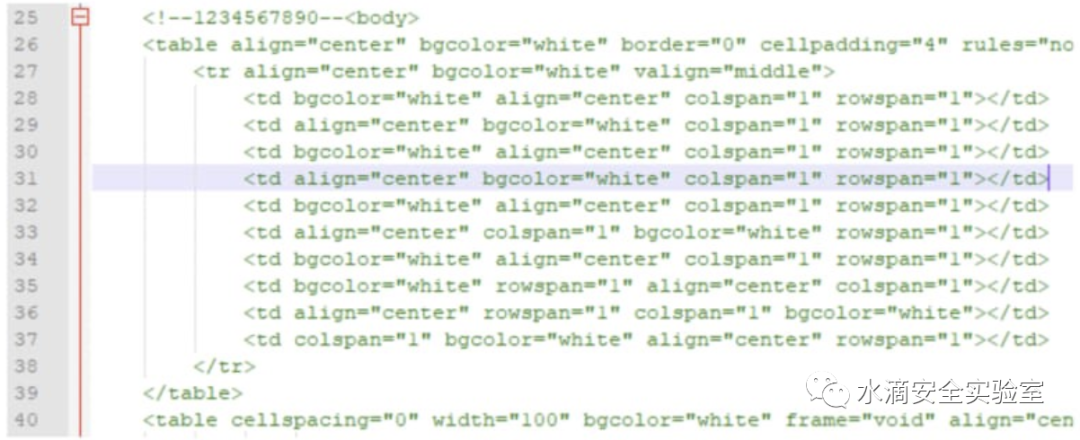 25 <!--1234567890--<body>
26 <table align="center" bgcolor="white" border="0" cellpadding="4" rules="no
27 <tr align="center" bgcolor="white" valign="middle">
28 <td bgcolor="white" align="center" colspan="1" rowspan="1"></td>
29 <td align="center" bgcolor="white" colspan="1" rowspan="1"></td>
30 <td bgcolor="white" align="center" colspan="1" rowspan="1"></td>
31 <td align="center" bgcolor="white" colspan="1" rowspan="1"></td>
32 <td bgcolor="white" align="center" colspan="1" rowspan="1"></td>
33 <td align="center" colspan="1" bgcolor="white" rowspan="1"></td>
34 <td bgcolor="white" align="center" colspan="1" rowspan="1"></td>
35 <td bgcolor="white" rowspan="1" align="center" colspan="1"></td>
36 <td align="center" rowspan="1" colspan="1" bgcolor="white"></td>
37 <td colspan="1" bgcolor="white" align="center" rowspan="1"></td>
38 </tr>
39 </table>
40 <table cellspacing="0" width="100" bgcolor="white" frame="void" align="cen
水滴安全实验室